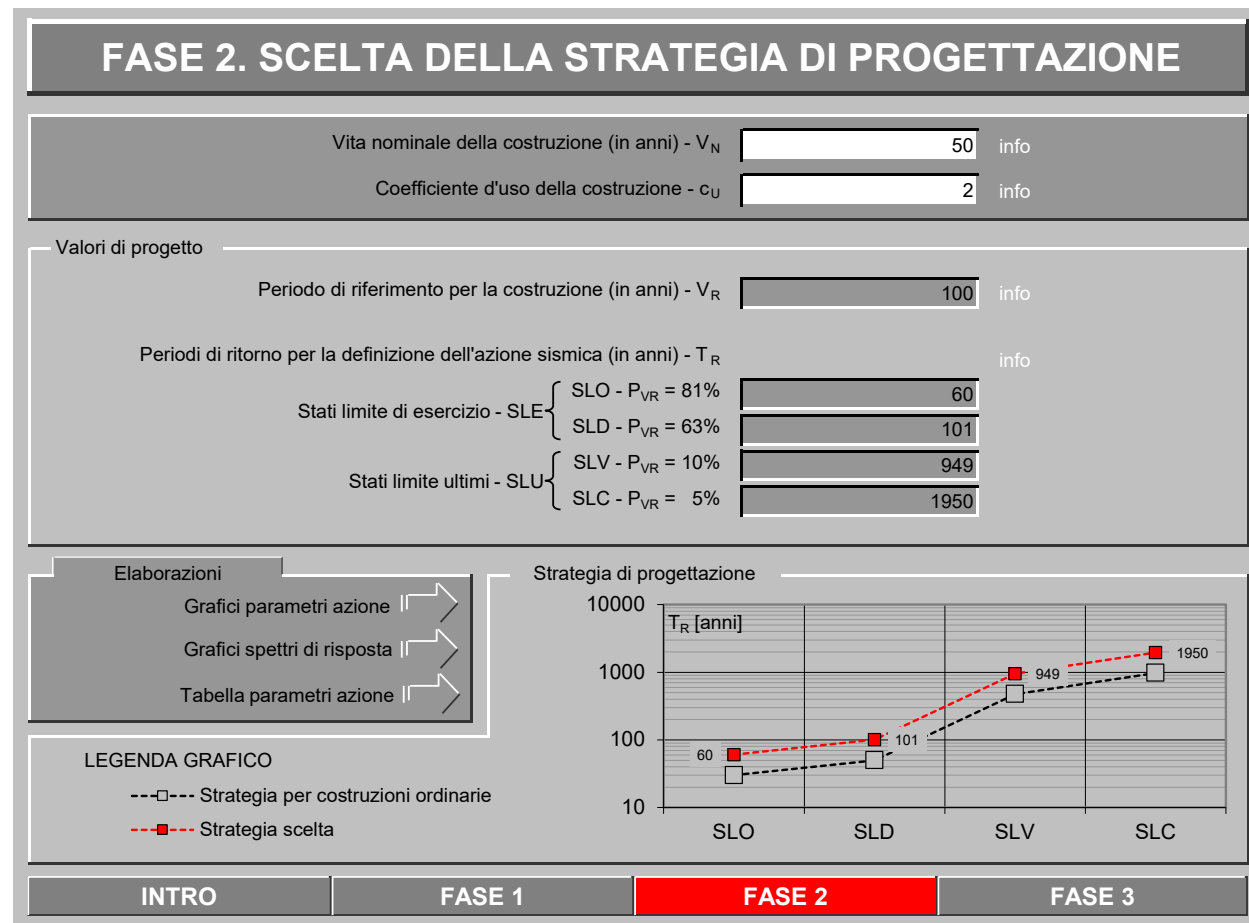 FASE 2. SCELTA DELLA STRATEGIA DI PROGETTAZIONE
Vita nominale della costruzione (in anni) - VN 50 info
Coefficiente d'uso della costruzione - cU 2 info
Valori di progetto
Periodo di riferimento per la costruzione (in anni) - VR 100 info
Periodi di ritorno per la definizione dell'azione sismica (in anni) - TR info
Stati limite di esercizio - SLE
SLO - PVR = 81% 60
SLD - PVR = 63% 101
Stati limite ultimi - SLU
SLV - PVR = 10% 949
SLC - PVR = 5% 1950
Elaborazioni
Grafici parametri azione
Grafici spettri di risposta
Tabella parametri azione
Strategia di progettazione
TR [anni]
10000
1000
100
10
60
101
949
1950
SLO SLD SLV SLC
LEGENDA GRAFICO
Strategia per costruzioni ordinarie
Strategia scelta
INTRO FASE 1 FASE 2 FASE 3